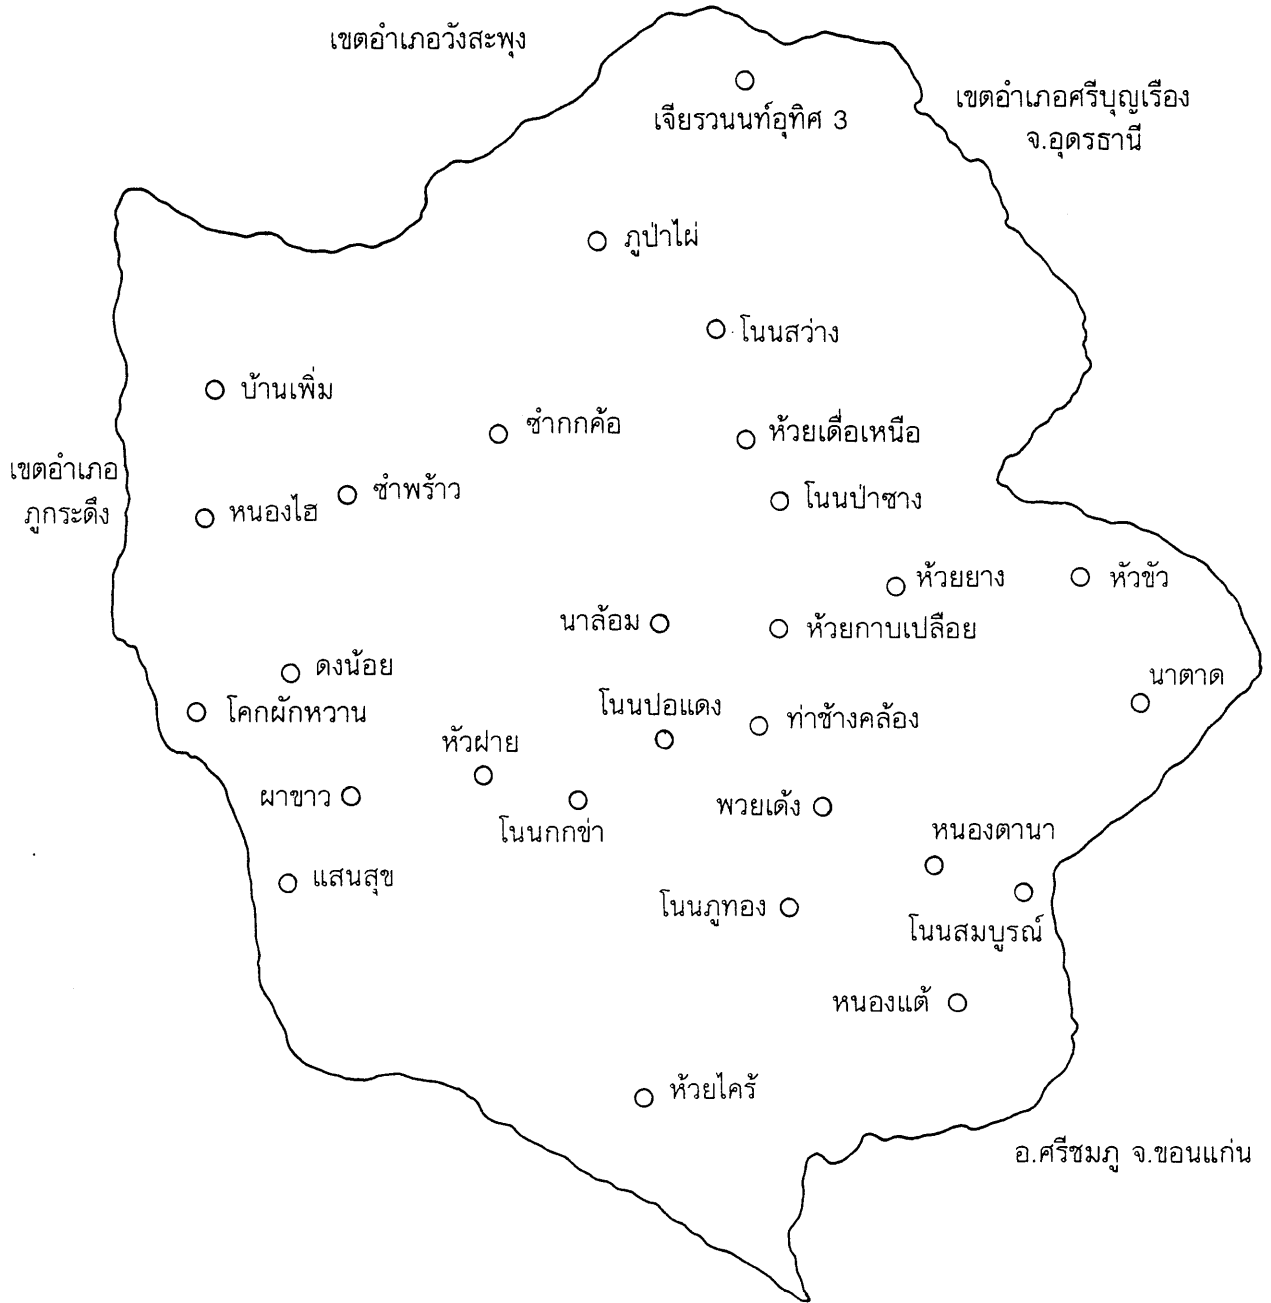 เขตอำเภอวังสะพุง
เขตอำเภอศรีบุญเรือง
จ.อุดรธานี
เจียรวนนท์อุทิศ 3
ภูป่าไผ่
โนนสว่าง
บ้านเพิ่ม
ซำกกค้อ
ห้วยเดื่อเหนือ
เขตอำเภอ
ภูกระดึง
ซำพร้าว
หนองไฮ
โนนป่าซาง
ห้วยยาง
หัวขัว
นาล้อม
ห้วยกาบเปลือย
ดงน้อย
นาตาด
โคกผักหวาน
โนนปอแดง
ท่าช้างคล้อง
หัวฝาย
ผาขาว
โนนกกข่า
พวยเด้ง
หนองตานา
แสนสุข
โนนภูทอง
โนนสมบูรณ์
หนองแต้
ห้วยไคร้
อ.ศรีชมภู จ.ขอนแก่น